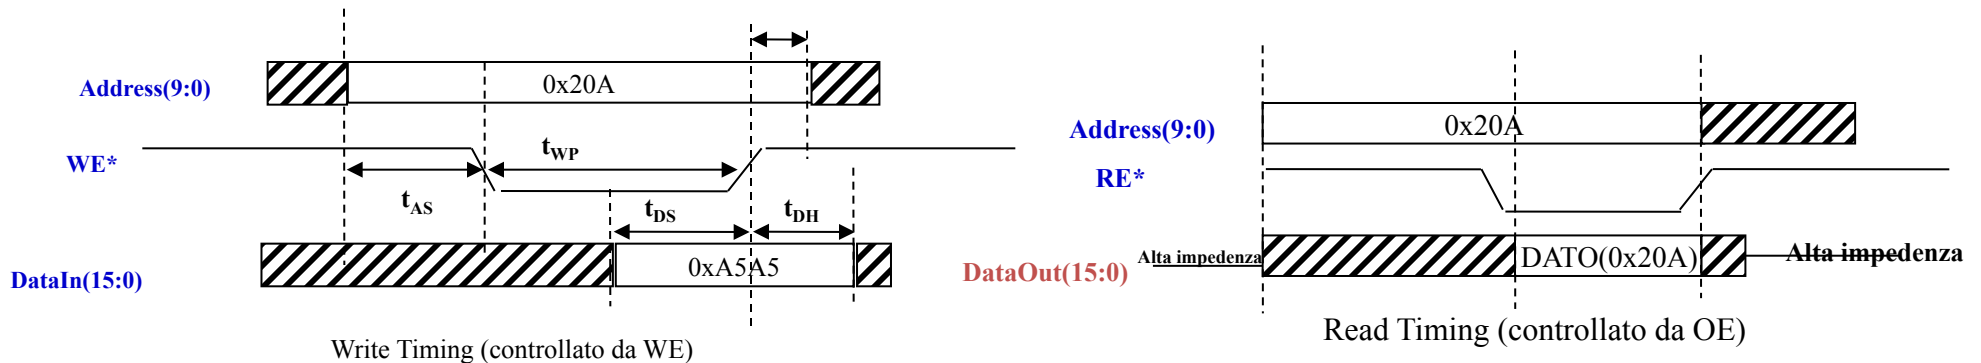 Address(9:0)
0x20A
WE*
tWP
tAS
tDS
tDH
DataIn(15:0)
0xA5A5
Write Timing (controllato da WE)
Address(9:0)
0x20A
RE*
DataOut(15:0)
Alta impedenza
DATO(0x20A)
Alta impedenza
Read Timing (controllato da OE)